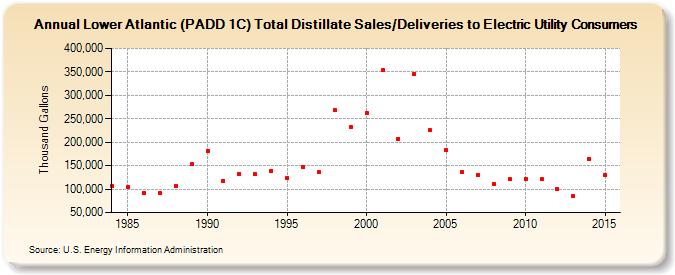 Annual Lower Atlantic (PADD 1C) Total Distillate Sales/Deliveries to Electric Utility Consumers
Thousand Gallons
400,000
350,000
300,000
250,000
200,000
150,000
100,000
50,000
1985 1990 1995 2000 2005 2010 2015
Source: U.S. Energy Information Administration